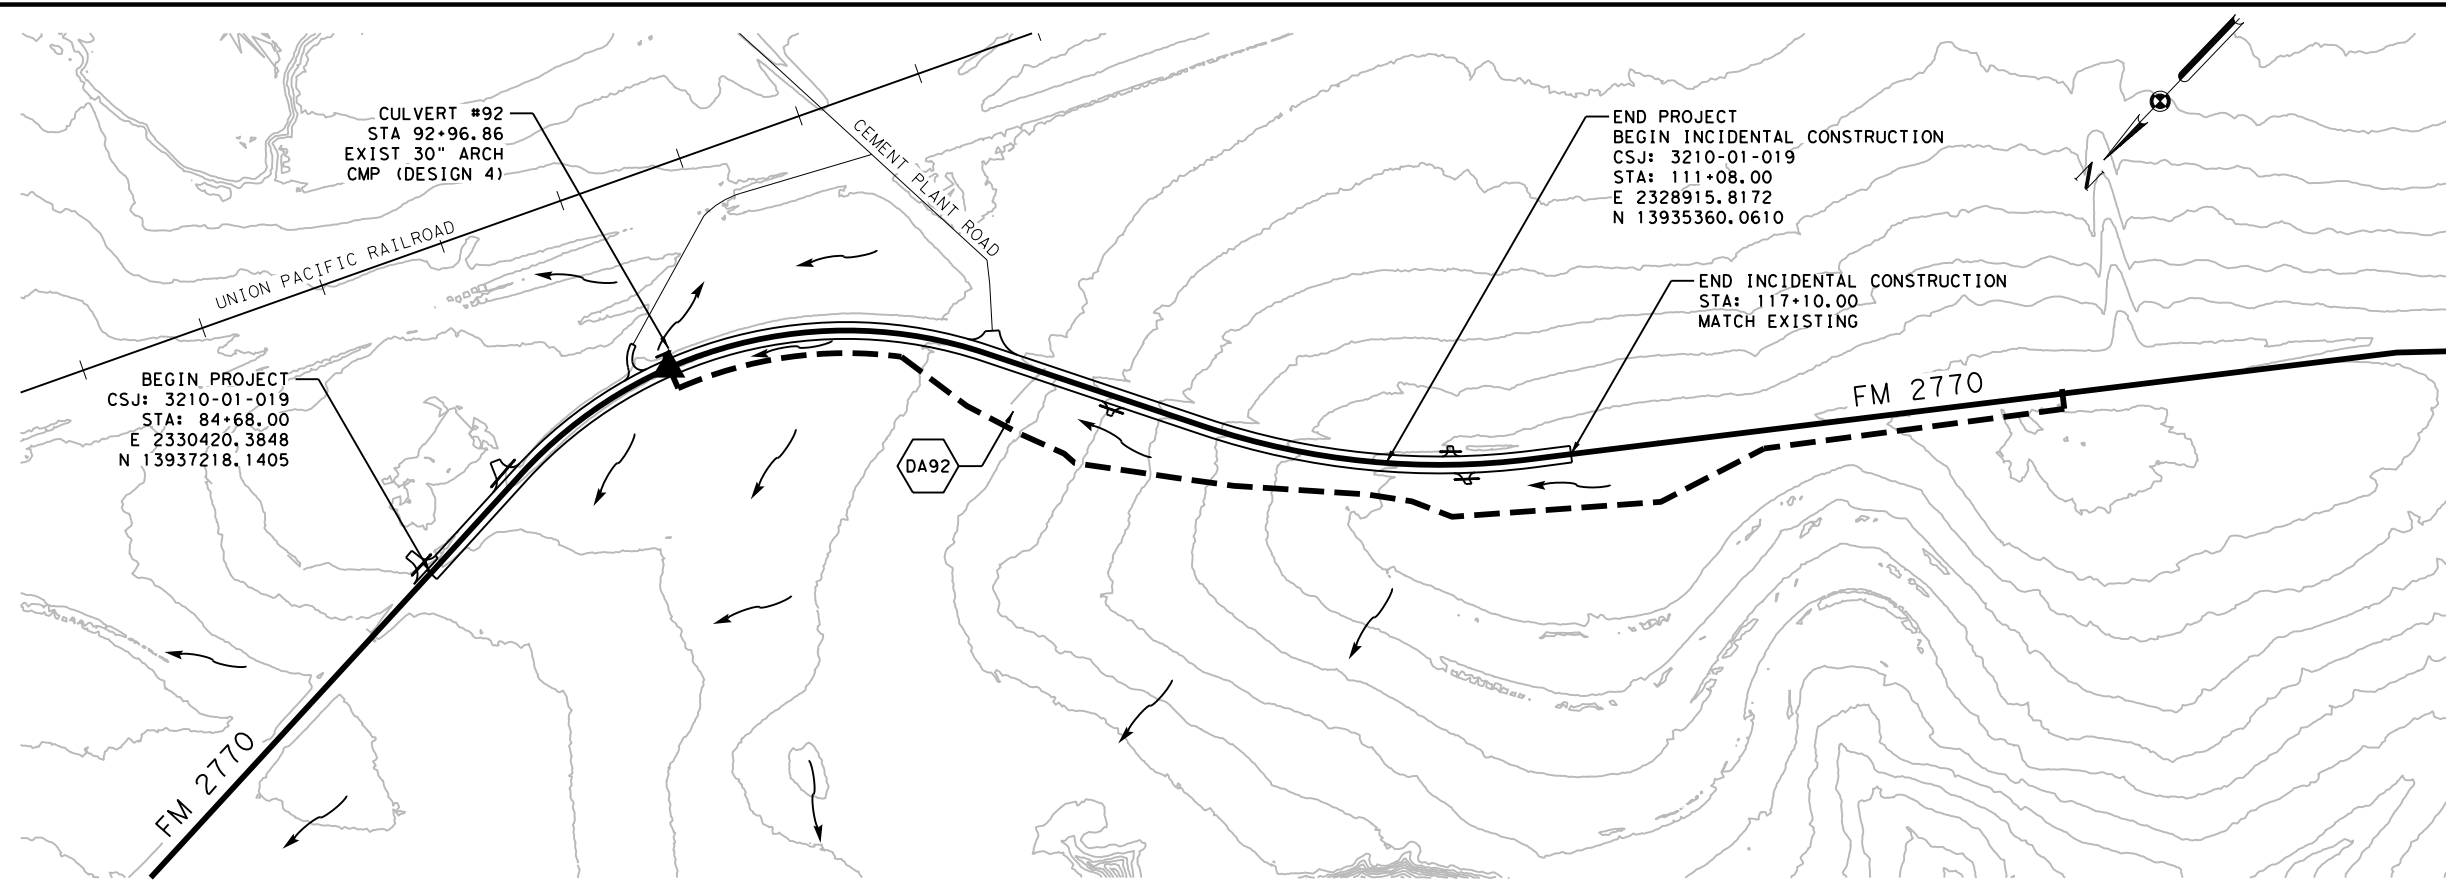 CULVERT #92
STA 92+96.86
EXIST 30" ARCH
CMP (DESIGN 4)
CEMENT PLANT ROAD
UNION PACIFIC RAILROAD
END PROJECT
BEGIN INCIDENTAL CONSTRUCTION
CSJ: 3210-01-019
STA: 111+08.00
E 2328915.8172
N 13935360.0610
N
END INCIDENTAL CONSTRUCTION
STA: 117+10.00
MATCH EXISTING
BEGIN PROJECT
CSJ: 3210-01-019
STA: 84+68.00
E 2330420.3848
N 13937218.1405
FM 2770
DA92
FM 2770